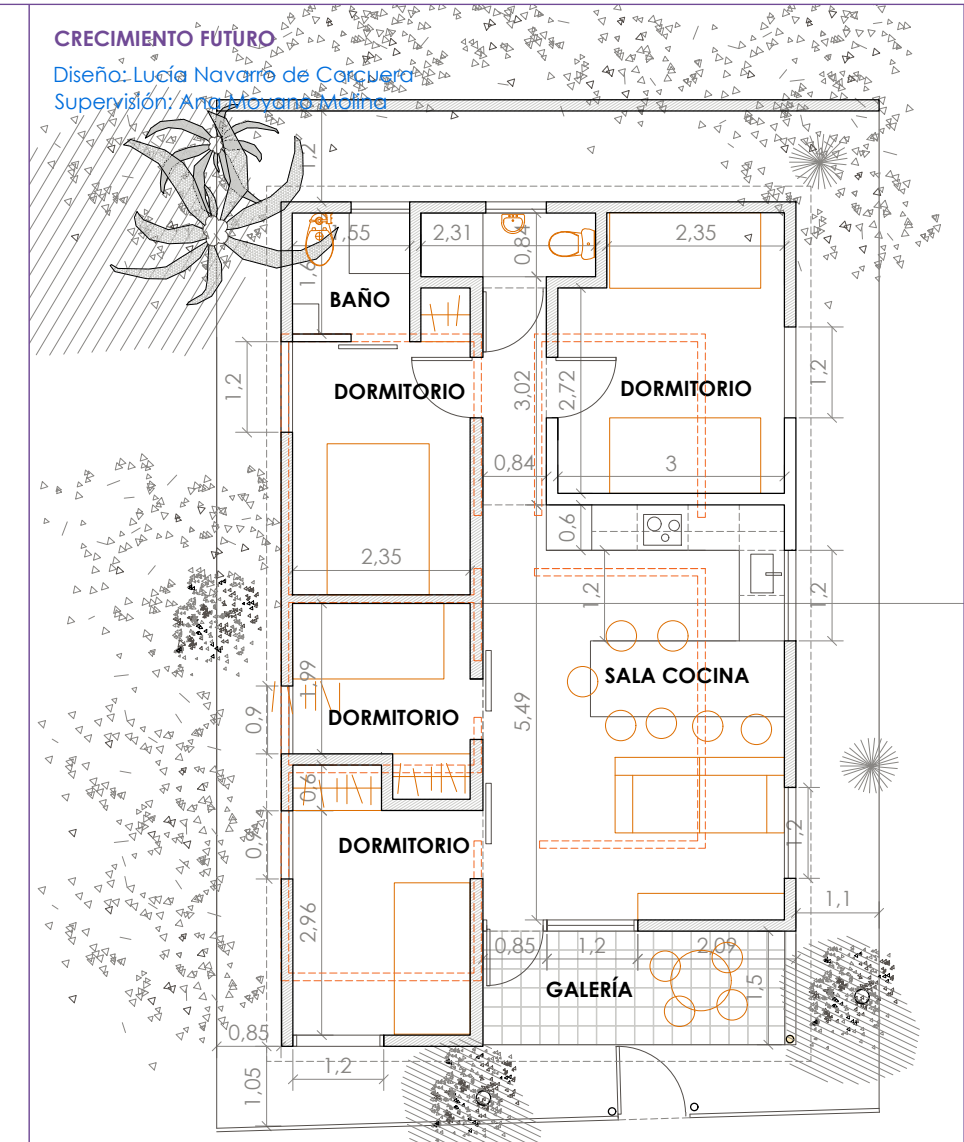 CRECIMIENTO FUTURO
Diseño: Lucía Navarro de Corcuera
Supervisión: Ana Moyano Molina
1,2
1,55
2,31
0,84
2,35
BAÑO
1,2
DORMITORIO
3,02
2,72
DORMITORIO
1,2
0,84
3
0,6
2,35
1,2
1,2
1,99
SALA COCINA
0,9
DORMITORIO
5,49
0,6
DORMITORIO
1,2
2,96
1,1
0,85
1,2
2,09
GALERÍA
1,5
0,85
1,2
1,05